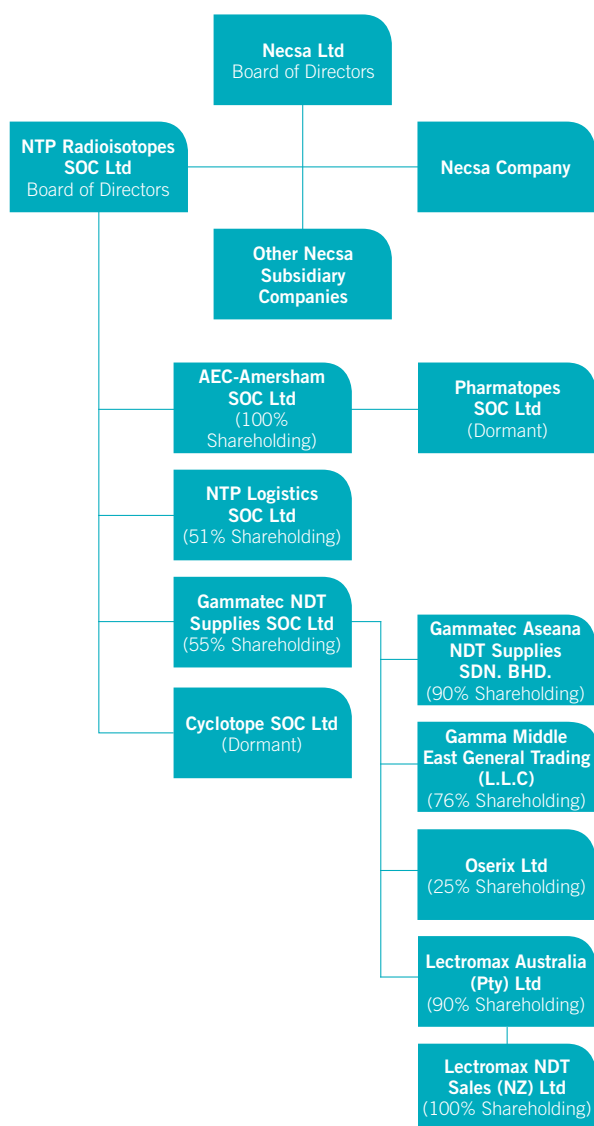 Necsa Ltd
Board of Directors
NTP Radioisotopes
SOC Ltd
Board of Directors
Necsa Company
Other Necsa
Subsidiary
Companies
AEC-Amersham
SOC Ltd
(100%
Shareholding)
Pharmatopes
SOC Ltd
(Dormant)
NTP Logistics
SOC Ltd
(51% Shareholding)
Gammatec NDT
Supplies SOC Ltd
(55% Shareholding)
Cyclotope SOC Ltd
(Dormant)
Gammatec Aseana
NDT Supplies
SDN. BHD.
(90% Shareholding)
Gamma Middle
East General Trading
(L.L.C)
(76% Shareholding)
Oserix Ltd
(25% Shareholding)
Lectromax Australia
(Pty) Ltd
(90% Shareholding)
Lectromax NDT
Sales (NZ) Ltd
(100% Shareholding)